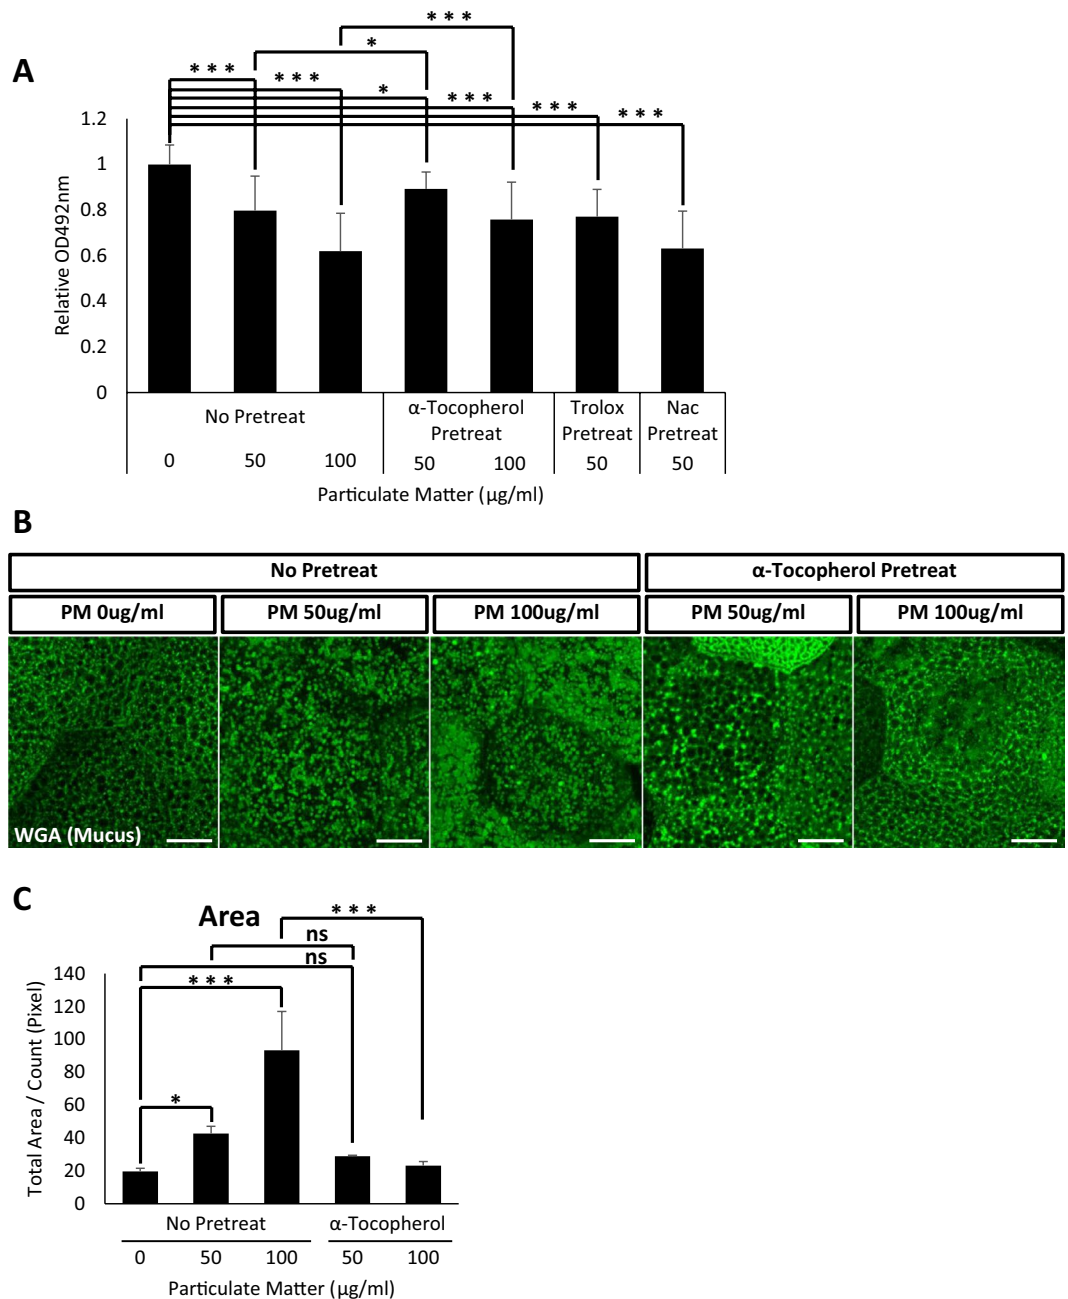 A
* * *
*
* * *
* * *
*
* * *
* * *
* * *
1.2
1
0.8
0.6
0.4
0.2
0
Relative OD492nm
No Pretreat
α-Tocopherol Pretreat
Trolox Pretreat
Nac Pretreat
0 50 100 50 100 50 50
Particulate Matter (µg/ml)
B
No Pretreat
α-Tocopherol Pretreat
PM 0ug/ml
PM 50ug/ml
PM 100ug/ml
PM 50ug/ml
PM 100ug/ml
WGA (Mucus)
C
Area
* * *
ns
ns
* * *
*
140
120
100
80
60
40
20
0
Total Area / Count (Pixel)
No Pretreat
α-Tocopherol
0 50 100 50 100
Particulate Matter (µg/ml)